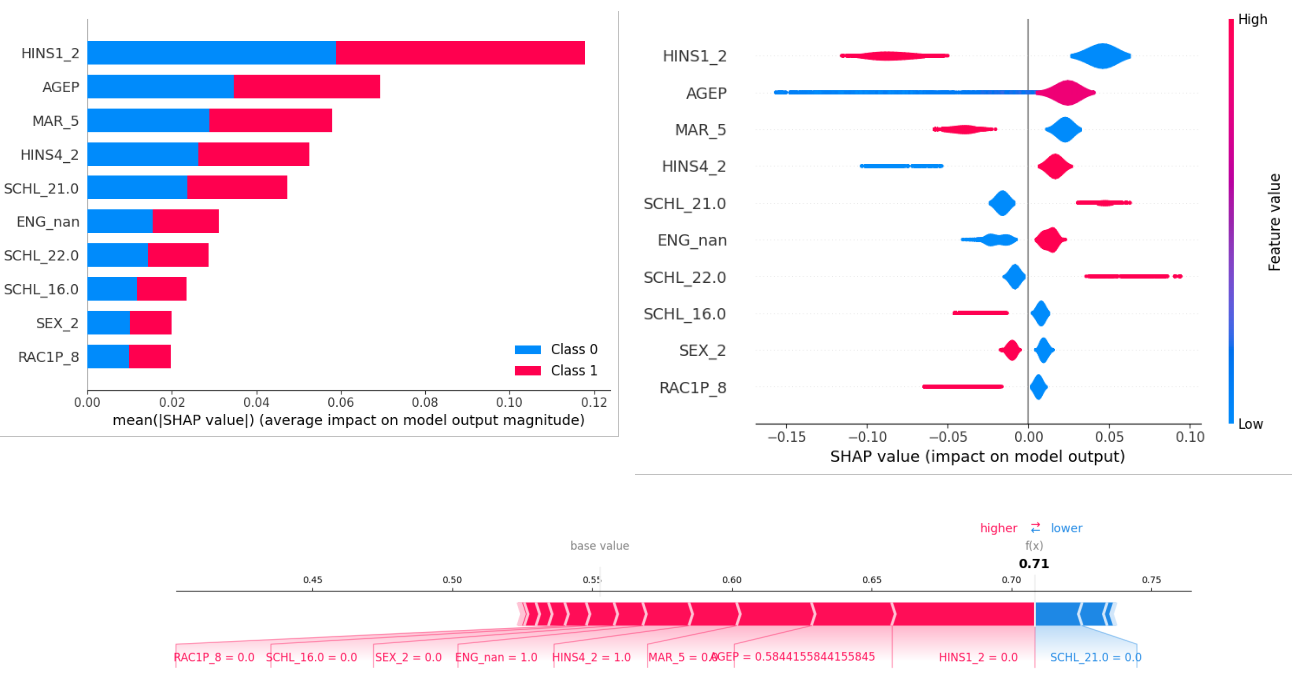 HINS1_2
AGEP
MAR_5
HINS4_2
SCHL_21.0
ENG_nan
SCHL_22.0
SCHL_16.0
SEX_2
RAC1P_8
Class 0
Class 1
0.00 0.02 0.04 0.06 0.08 0.10 0.12
mean(|SHAP value|) (average impact on model output magnitude)
High
HINS1_2
AGEP
MAR_5
HINS4_2
SCHL_21.0
ENG_nan
SCHL_22.0
SCHL_16.0
SEX_2
RAC1P_8
Feature value
Low
−0.15 −0.10 −0.05 0.00 0.05 0.10
SHAP value (impact on model output)
higher ⇄ lower
base value f(x)
0.71
0.45 0.50 0.55 0.60 0.65 0.70 0.75
RAC1P_8 = 0.0 SCHL_16.0 = 0.0 SEX_2 = 0.0 ENG_nan = 1.0 HINS4_2 = 1.0 MAR_5 = 0.0 AGEP = 0.5844155844155845 HINS1_2 = 0.0 SCHL_21.0 = 0.0